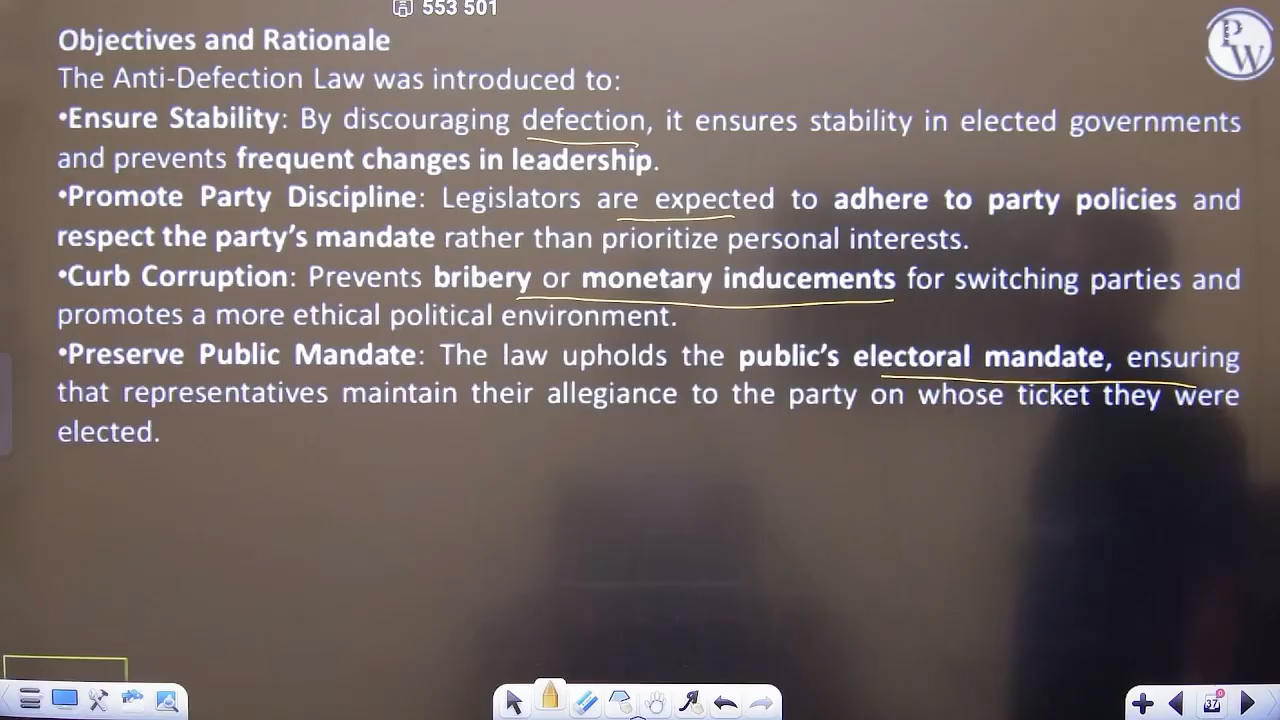 553 501
PW
Objectives and Rationale
The Anti-Defection Law was introduced to:
•Ensure Stability: By discouraging defection, it ensures stability in elected governments
and prevents frequent changes in leadership.
•Promote Party Discipline: Legislators are expected to adhere to party policies and
respect the party's mandate rather than prioritize personal interests.
•Curb Corruption: Prevents bribery or monetary inducements for switching parties and
promotes a more ethical political environment.
•Preserve Public Mandate: The law upholds the public's electoral mandate, ensuring
that representatives maintain their allegiance to the party on whose ticket they were
elected.
37